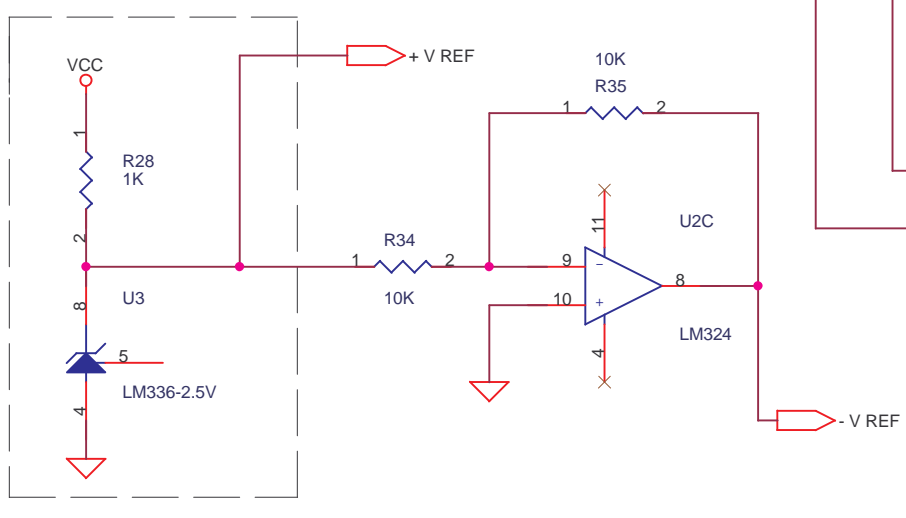 VCC
+ V REF
1
R28
1K
2
8
U3
5
LM336-2.5V
4
10K
R35
1
2
R34
1
2
10K
11
U2C
9
−
8
10
+
LM324
4
- V REF